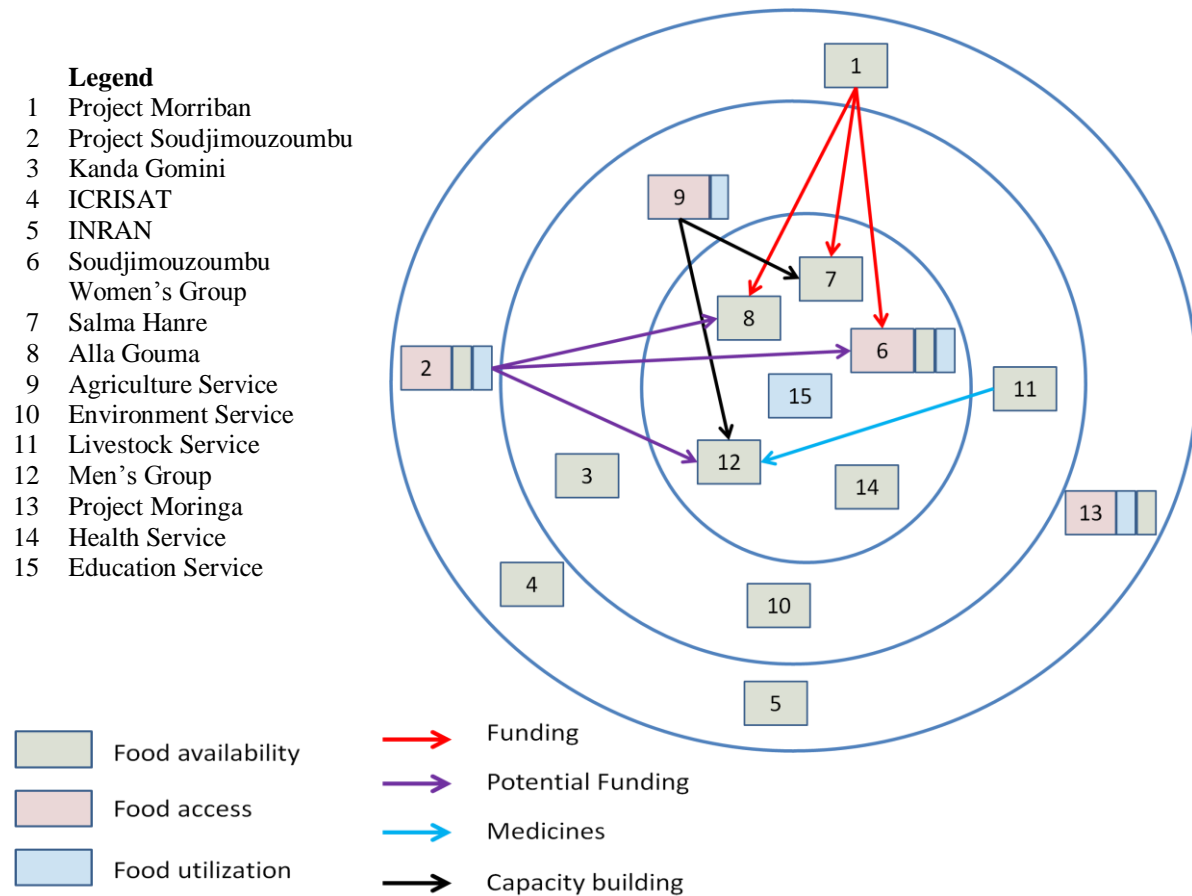 Legend
1 Project Morriban
2 Project Soudjimouzoumbu
3 Kanda Gomini
4 ICRISAT
5 INRAN
6 Soudjimouzoumbu
Women’s Group
7 Salma Hanre
8 Alla Gouma
9 Agriculture Service
10 Environment Service
11 Livestock Service
12 Men’s Group
13 Project Moringa
14 Health Service
15 Education Service
1
9
7
8
6
2
15
11
12
3
14
13
4
10
5
Food availability
Food access
Food utilization
Funding
Potential Funding
Medicines
Capacity building